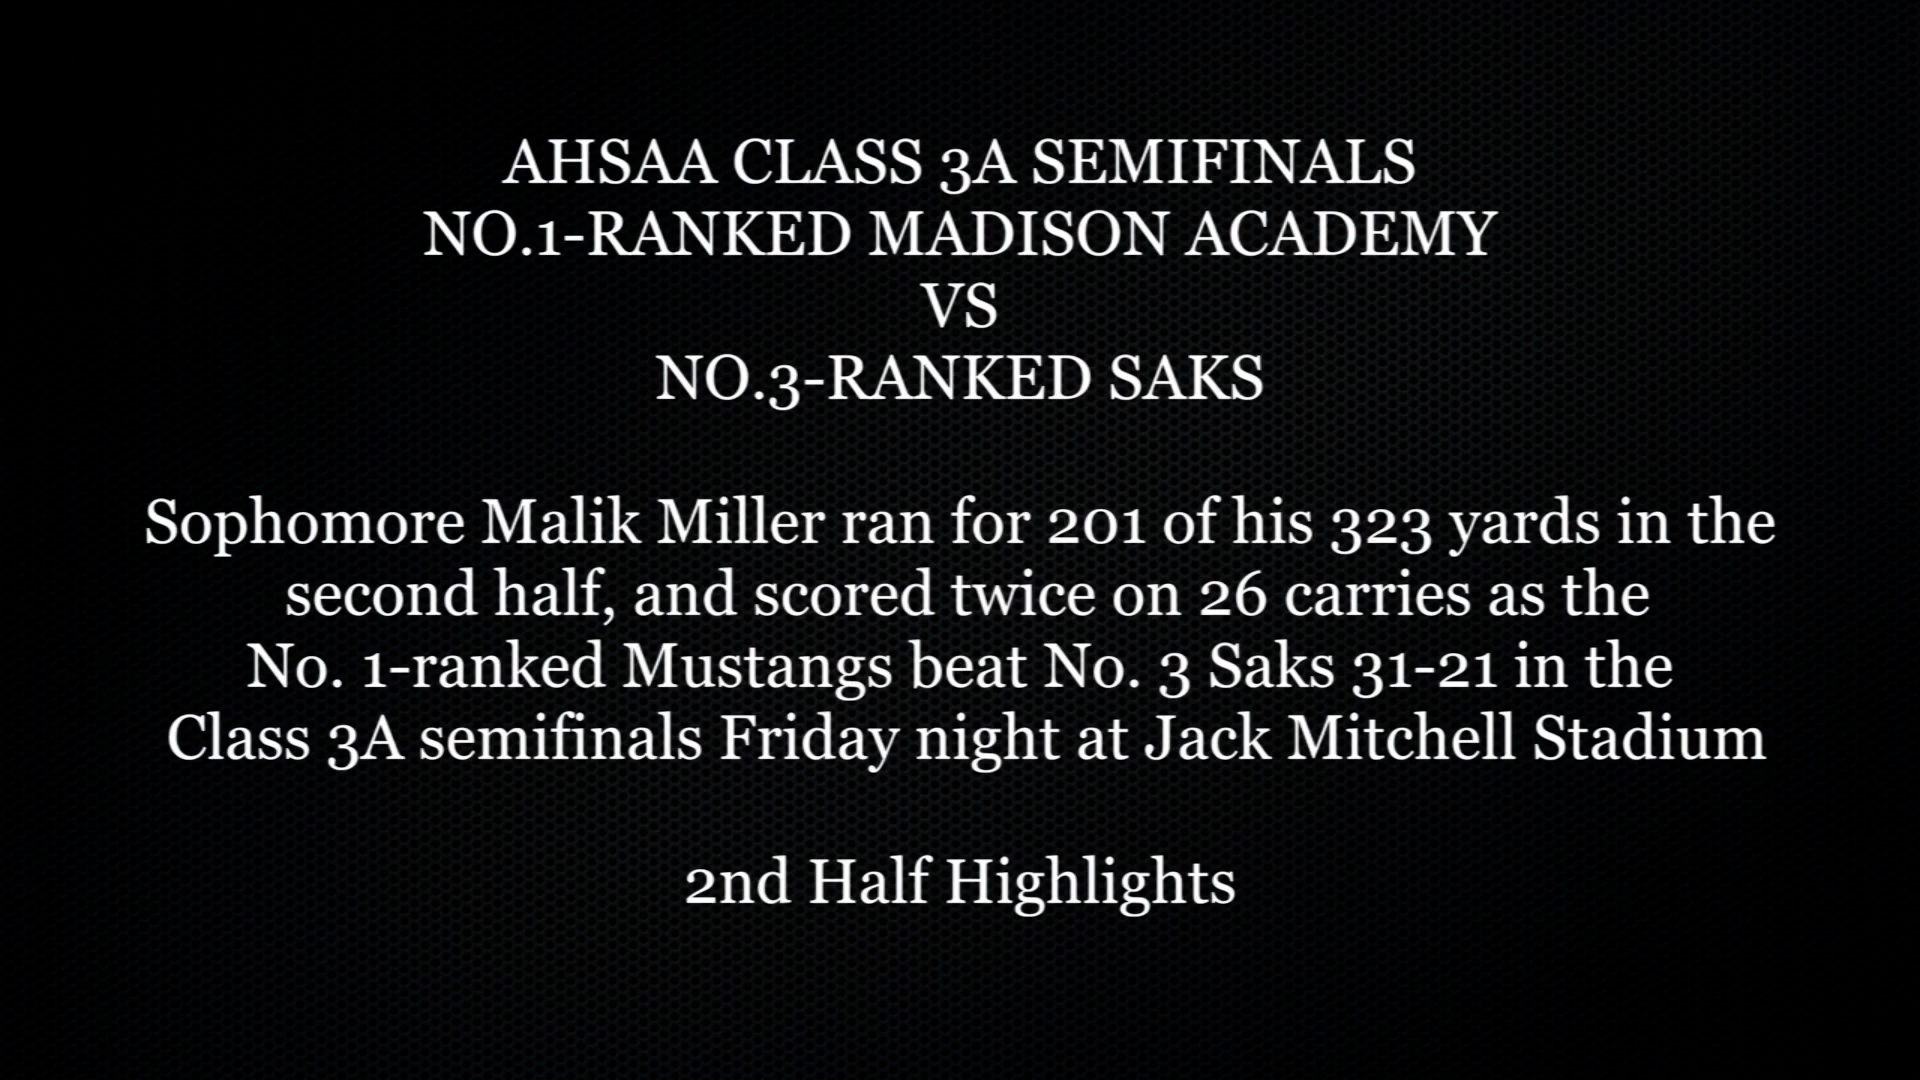 AHSAA CLASS 3A SEMIFINALS
NO.1-RANKED MADISON ACADEMY
VS
NO.3-RANKED SAKS
Sophomore Malik Miller ran for 201 of his 323 yards in the
second half, and scored twice on 26 carries as the
No. 1-ranked Mustangs beat No. 3 Saks 31-21 in the
Class 3A semifinals Friday night at Jack Mitchell Stadium
2nd Half Highlights